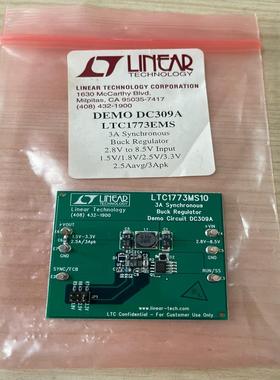 LINEAR
TECHNOLOGY
LINEAR TECHNOLOGY CORPORATION
1630 McCarthy Blvd.
Milpitas, CA 95035-7417
(408) 432-1900
DEMO DC309A
LTC1773EMS
3A Synchronous
Buck Regulator
2.8V to 8.5V Input
1.5V/1.8V/2.5V/3.3V
2.5Aavg/3Apk
LINEAR
TECHNOLOGY
Linear Technology
(408) 432-1900
LTC1773MS10
3A Synchronous
Buck Regulator
Demo Circuit DC309A
+VOUT
1.5V-3.3V
2.5A/3Apk
GND
SYNC/FCB
+VIN
2.8V-8.5V
GND
RUN/SS
www.linear-tech.com
LTC Confidential - For Customer Use Only